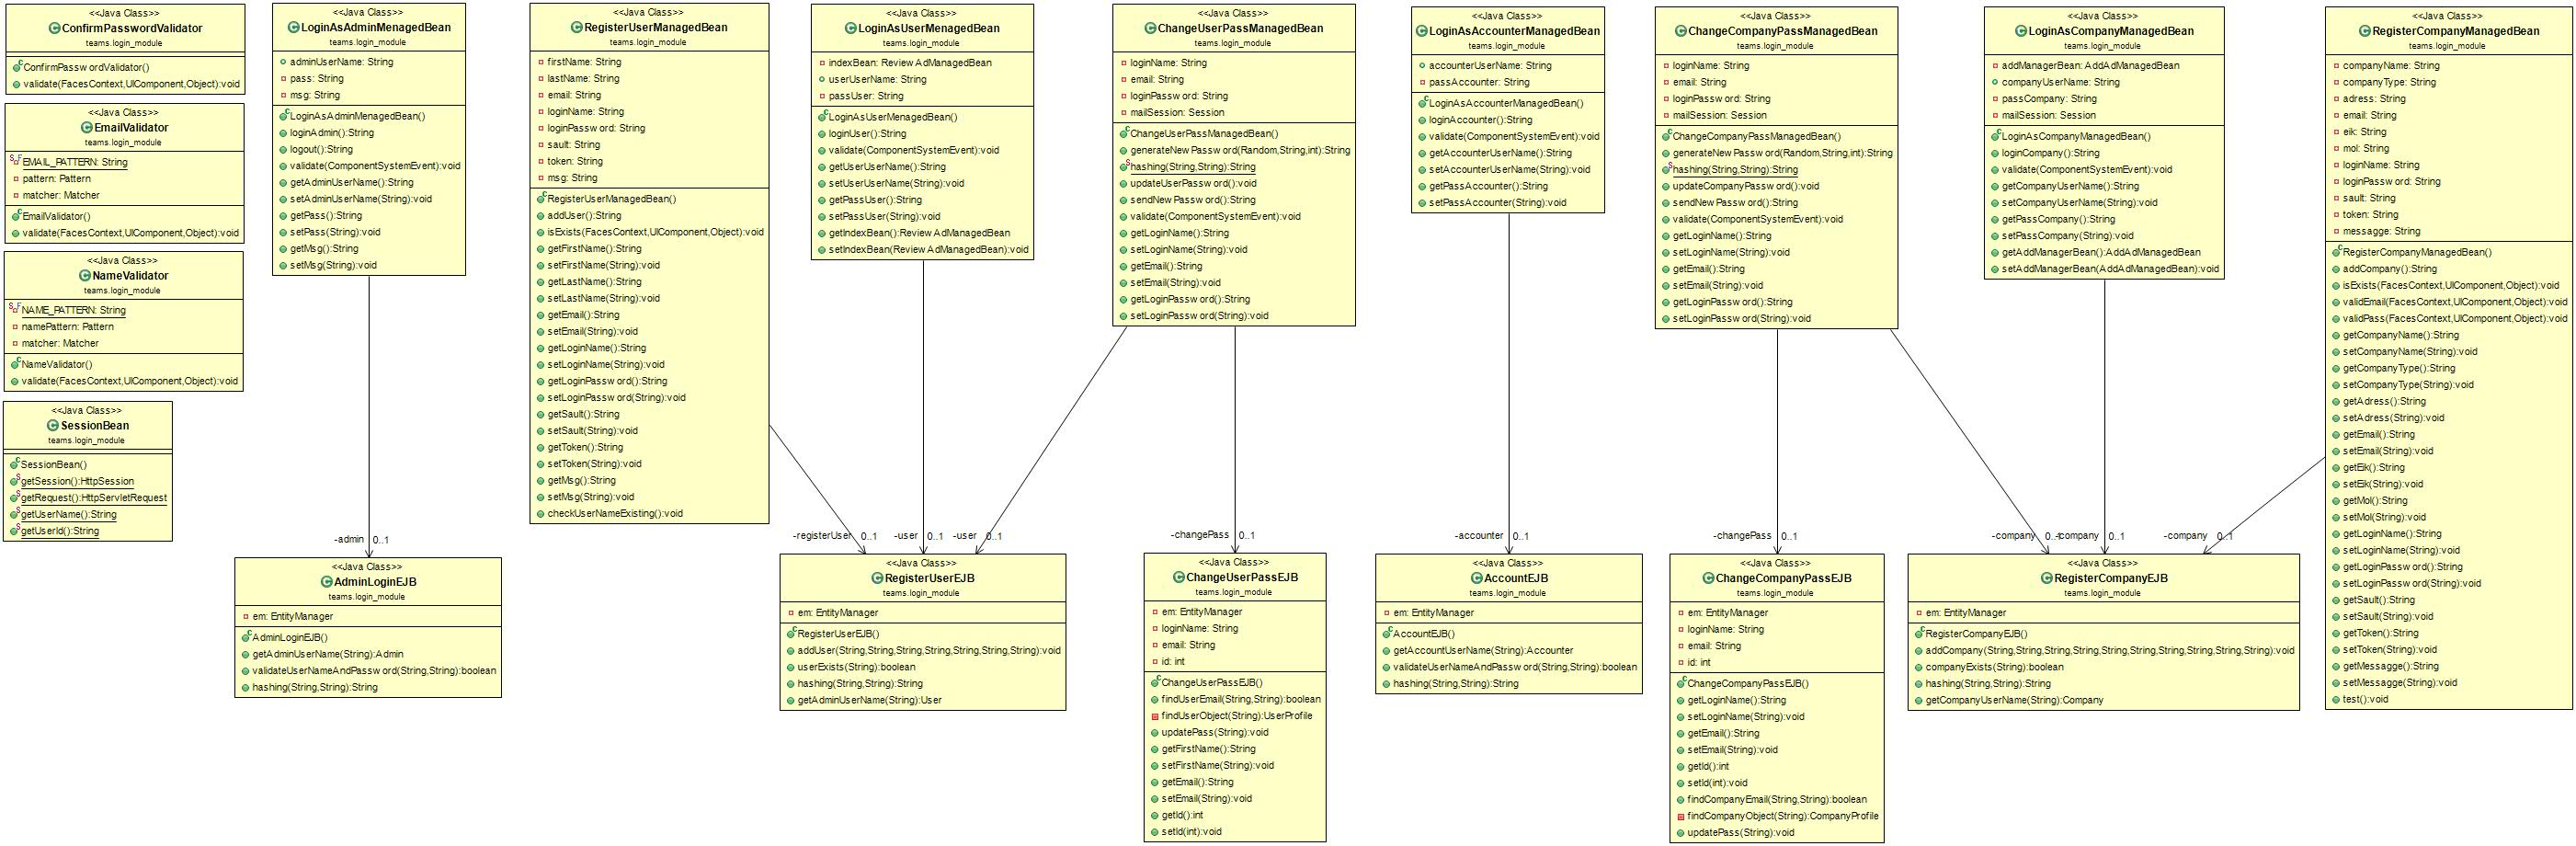 <<Java Class>>
ConfirmPasswordValidator
teams.login_module
ConfirmPassw ordValidator()
validate(FacesContext,UIComponent,Object):void
<<Java Class>>
EmailValidator
teams.login_module
EMAIL_PATTERN: String
pattern: Pattern
matcher: Matcher
EmailValidator()
validate(FacesContext,UIComponent,Object):void
<<Java Class>>
NameValidator
teams.login_module
NAME_PATTERN: String
namePattern: Pattern
matcher: Matcher
NameValidator()
validate(FacesContext,UIComponent,Object):void
<<Java Class>>
SessionBean
teams.login_module
SessionBean()
getSession():HttpSession
getRequest():HttpServletRequest
getUserName():String
getUserId():String
<<Java Class>>
LoginAsAdminManagedBean
teams.login_module
adminUserName: String
pass: String
msg: String
LoginAsAdminMenagedBean()
loginAdmin():String
logout():String
validate(ComponentSystemEvent):void
getAdminUserName():String
setAdminUserName(String):void
getPass():String
setPass(String):void
getMsg():String
setMsg(String):void
<<Java Class>>
RegisterUserManagedBean
teams.login_module
firstName: String
lastName: String
email: String
loginName: String
loginPassw ord: String
sault: String
token: String
msg: String
RegisterUserManagedBean()
addUser():String
isExists(FacesContext,UIComponent,Object):void
getFirstName():String
setFirstName(String):void
getLastName():String
setLastName(String):void
getEmail():String
setEmail(String):void
getLoginName():String
setLoginName(String):void
getLoginPassw ord():String
setLoginPassw ord(String):void
getSault():String
setSault(String):void
getToken():String
setToken(String):void
getMsg():String
setMsg(String):void
checkUserNameExisting():void
<<Java Class>>
LoginAsUserMenagedBean
teams.login_module
indexBean: Review AdManagedBean
userUserName: String
passUser: String
LoginAsUserMenagedBean()
loginUser():String
validate(ComponentSystemEvent):void
getUserUserName():String
setUserUserName(String):void
getPassUser():String
setPassUser(String):void
getIndexBean():Review AdManagedBean
setIndexBean(Review AdManagedBean):void
<<Java Class>>
ChangeUserPassManagedBean
teams.login_module
loginName: String
email: String
loginPassw ord: String
mailSession: Session
ChangeUserPassManagedBean()
generateNew Passw ord(Random,String,int):String
hashing(String,String):String
updateUserPassw ord():void
sendNew Passw ord():String
validate(ComponentSystemEvent):void
getLoginName():String
setLoginName(String):void
getEmail():String
setEmail(String):void
getLoginPassw ord():String
setLoginPassw ord(String):void
<<Java Class>>
LoginAsAccounterManagedBean
teams.login_module
accounterUserName: String
passAccounter: String
LoginAsAccounterManagedBean()
loginAccounter():String
validate(ComponentSystemEvent):void
getAccounterUserName():String
setAccounterUserName(String):void
getPassAccounter():String
setPassAccounter(String):void
<<Java Class>>
ChangeCompanyPassManagedBean
teams.login_module
loginName: String
email: String
loginPassw ord: String
mailSession: Session
ChangeCompanyPassManagedBean()
generateNew Passw ord(Random,String,int):String
hashing(String,String):String
updateCompanyPassw ord():void
sendNew Passw ord():String
validate(ComponentSystemEvent):void
getLoginName():String
setLoginName(String):void
getEmail():String
setEmail(String):void
getLoginPassw ord():String
setLoginPassw ord(String):void
<<Java Class>>
LoginAsCompanyManagedBean
teams.login_module
addManagerBean: AddAdManagedBean
companyUserName: String
passCompany: String
mailSession: Session
LoginAsCompanyManagedBean()
loginCompany():String
validate(ComponentSystemEvent):void
getCompanyUserName():String
setCompanyUserName(String):void
getPassCompany():String
setPassCompany(String):void
getAddManagerBean():AddAdManagedBean
setAddManagerBean(AddAdManagedBean):void
<<Java Class>>
RegisterCompanyManagedBean
teams.login_module
companyName: String
companyType: String
adress: String
email: String
eik: String
mol: String
loginName: String
loginPassw ord: String
sault: String
token: String
messagge: String
RegisterCompanyManagedBean()
addCompany():String
isExists(FacesContext,UIComponent,Object):void
validEmail(FacesContext,UIComponent,Object):void
validPass(FacesContext,UIComponent,Object):void
getCompanyName():String
setCompanyName(String):void
getCompanyType():String
setCompanyType(String):void
getAdress():String
setAdress(String):void
getEmail():String
setEmail(String):void
getEik():String
setEik(String):void
getMol():String
setMol(String):void
getLoginName():String
setLoginName(String):void
getLoginPassw ord():String
setLoginPassw ord(String):void
getSault():String
setSault(String):void
getToken():String
setToken(String):void
getMessagge():String
setMessagge(String):void
test():void
-admin 0..1
-registerUser 0..1
-user 0..1
-user 0..1
-changePass 0..1
-accounter 0..1
-changePass 0..1
-company 0..1
-company 0..1
-company 0..1
<<Java Class>>
AdminLoginEJB
teams.login_module
em: EntityManager
AdminLoginEJB()
getAdminUserName(String):Admin
validateUserNameAndPassw ord(String,String):boolean
hashing(String,String):String
<<Java Class>>
RegisterUserEJB
teams.login_module
em: EntityManager
RegisterUserEJB()
addUser(String,String,String,String,String,String,String):void
userExists(String):boolean
hashing(String,String):String
getAdminUserName(String):User
<<Java Class>>
ChangeUserPassEJB
teams.login_module
em: EntityManager
loginName: String
email: String
id: int
ChangeUserPassEJB()
findUserEmail(String,String):boolean
findUserObject(String):UserProfile
updatePass(String):void
getFirstName():String
setFirstName(String):void
getEmail():String
setEmail(String):void
getId():int
setId(int):void
<<Java Class>>
AccountEJB
teams.login_module
em: EntityManager
AccountEJB()
getAccountUserName(String):Accounter
validateUserNameAndPassw ord(String,String):boolean
hashing(String,String):String
<<Java Class>>
ChangeCompanyPassEJB
teams.login_module
em: EntityManager
loginName: String
email: String
id: int
ChangeCompanyPassEJB()
getLoginName():String
setLoginName(String):void
getEmail():String
setEmail(String):void
getId():int
setId(int):void
findCompanyEmail(String,String):boolean
findCompanyObject(String):CompanyProfile
updatePass(String):void
<<Java Class>>
RegisterCompanyEJB
teams.login_module
em: EntityManager
RegisterCompanyEJB()
addCompany(String,String,String,String,String,String,String,String,String):void
companyExists(String):boolean
hashing(String,String):String
getCompanyUserName(String):Company